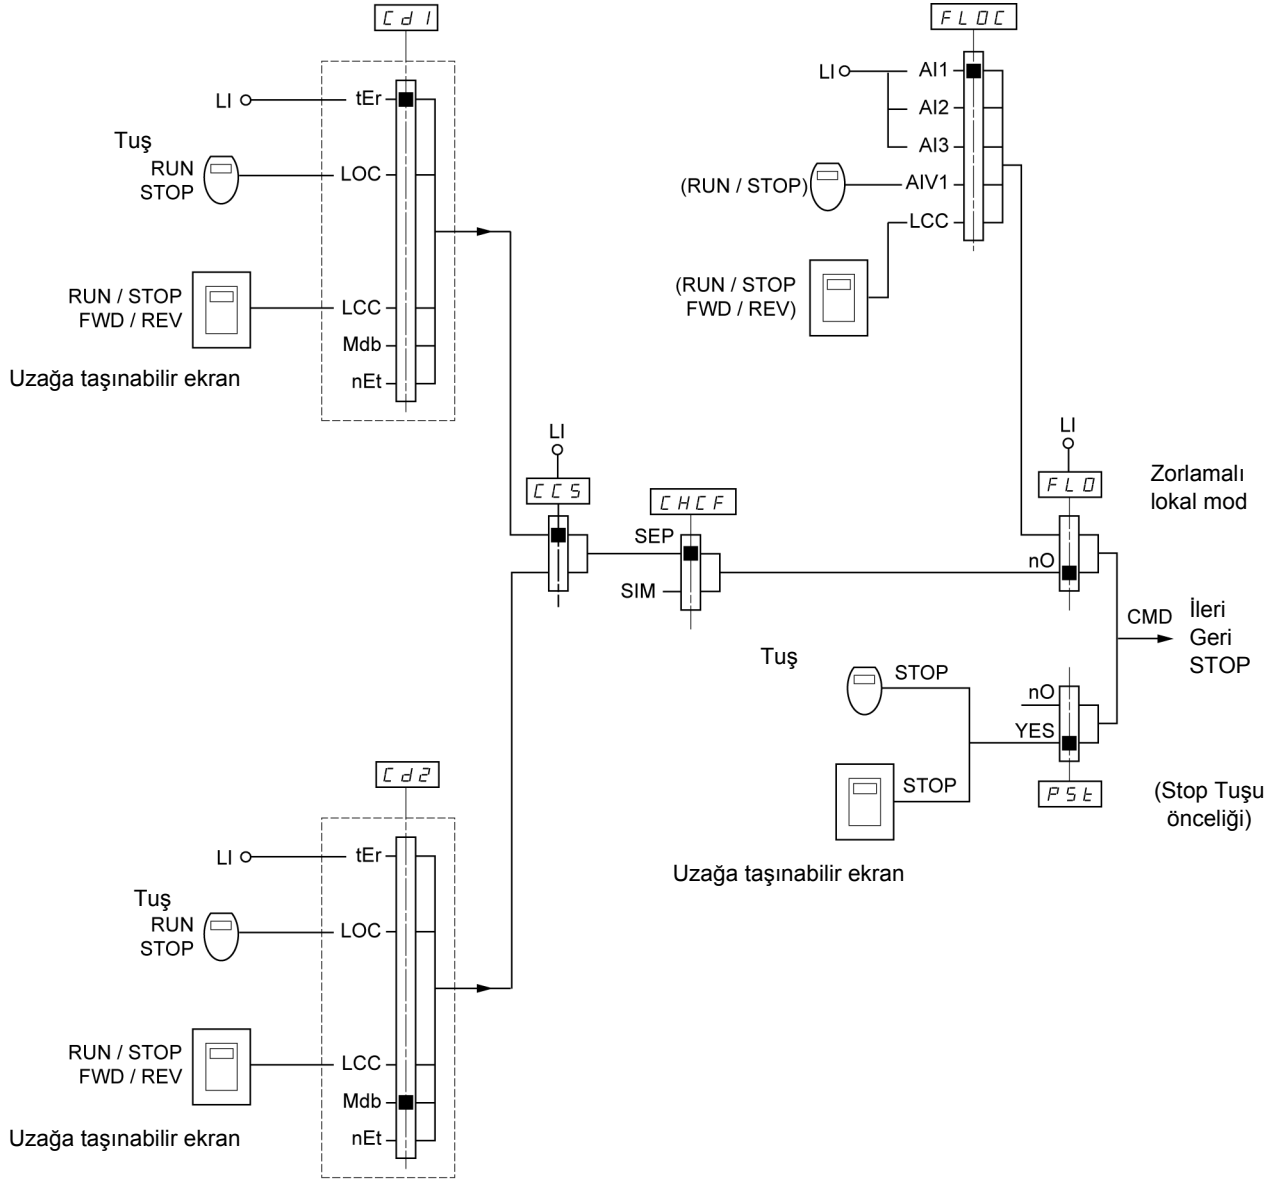 Cd1
LI
tEr
Tuş
RUN
STOP
LOC
RUN / STOP
FWD / REV
LCC
Mdb
nEt
Uzağa taşınabilir ekran
FLOC
LI
AI1
AI2
AI3
(RUN / STOP)
AIV1
LCC
(RUN / STOP
FWD / REV)
LI
CCS
CHCF
SEP
SIM
LI
FLO
nO
Zorlamalı
lokal mod
CMD
İleri
Geri
STOP
Tuş
STOP
STOP
Uzağa taşınabilir ekran
nO
YES
PSt
(Stop Tuşu
önceliği)
Cd2
LI
tEr
Tuş
RUN
STOP
LOC
RUN / STOP
FWD / REV
LCC
Mdb
nEt
Uzağa taşınabilir ekran